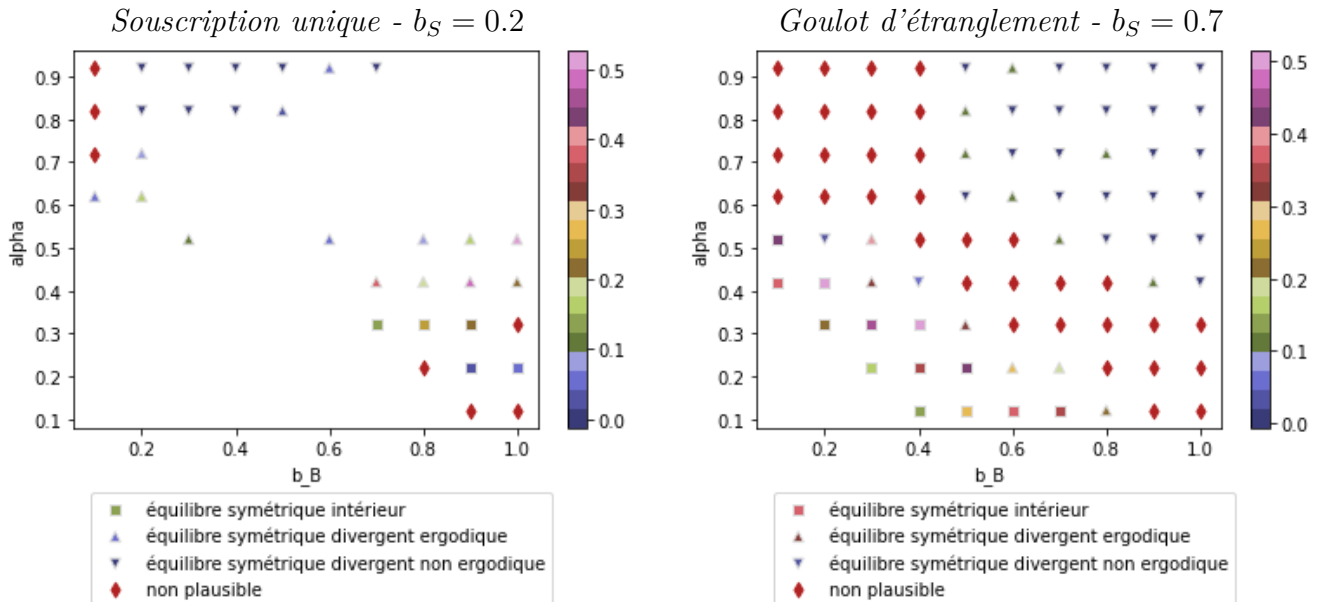 Souscription unique - b_S = 0.2
0.9
0.8
0.7
0.6
0.5
0.4
0.3
0.2
0.1
alpha
0.2 0.4 0.6 0.8 1.0
b_B
0.5
0.4
0.3
0.2
0.1
0.0
équilibre symétrique intérieur
équilibre symétrique divergent ergodique
équilibre symétrique divergent non ergodique
non plausible
Goulot d'étranglement - b_S = 0.7
0.9
0.8
0.7
0.6
0.5
0.4
0.3
0.2
0.1
alpha
0.2 0.4 0.6 0.8 1.0
b_B
0.5
0.4
0.3
0.2
0.1
0.0
équilibre symétrique intérieur
équilibre symétrique divergent ergodique
équilibre symétrique divergent non ergodique
non plausible